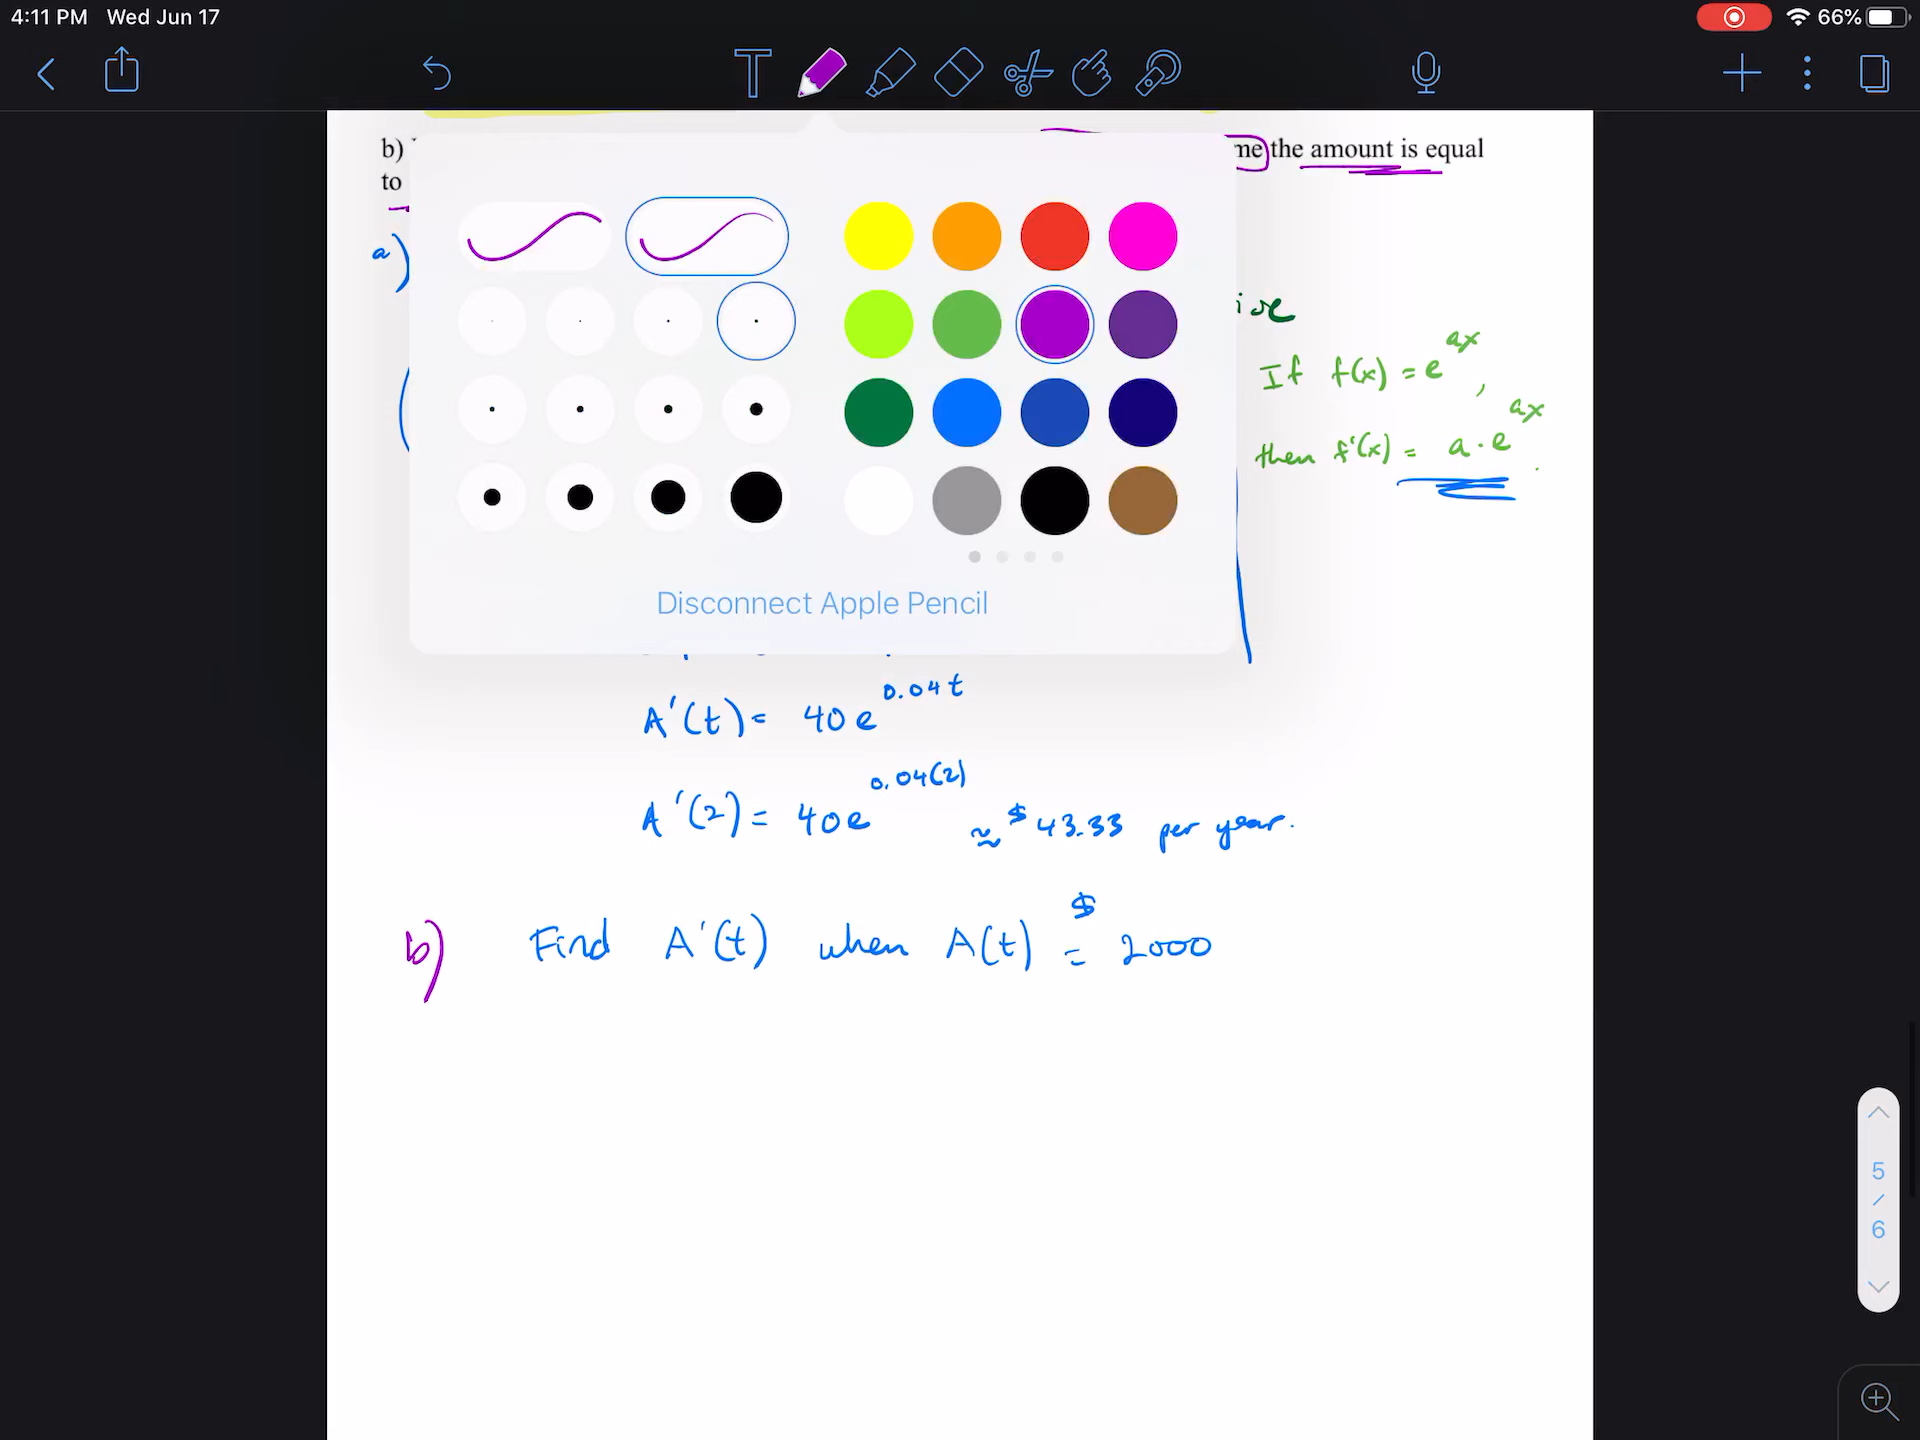 4:11 PM Wed Jun 17
66%
T
b) me the amount is equal
to
a)
If f(x) = e^ax,
then f'(x) = a · e^ax.
Disconnect Apple Pencil
A'(t) = 40e^0.04t
A'(2) = 40e^0.04(2) ≈ $43.33 per year.
b) Find A'(t) when A(t) = $2000
5
/
6